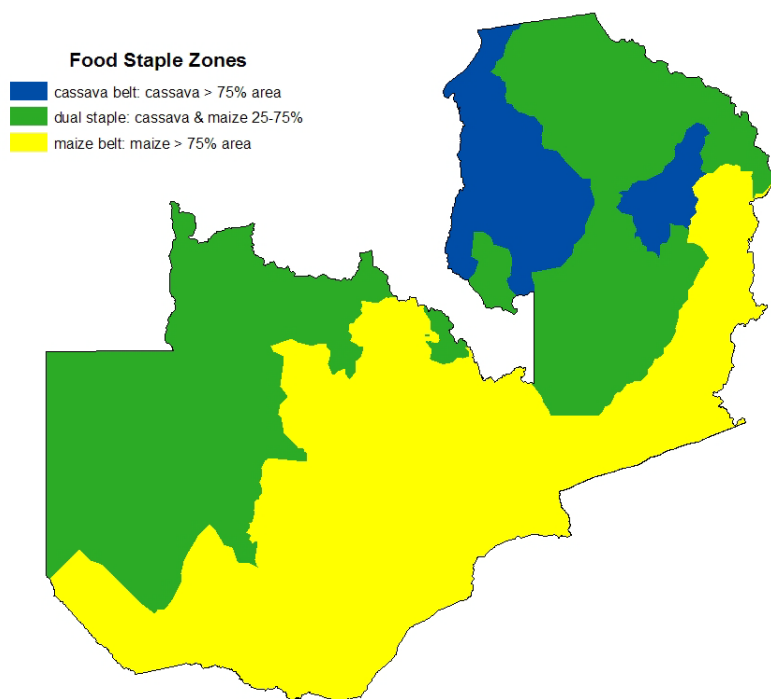 Food Staple Zones
cassava belt: cassava > 75% area
dual staple: cassava & maize 25-75%
maize belt: maize > 75% area